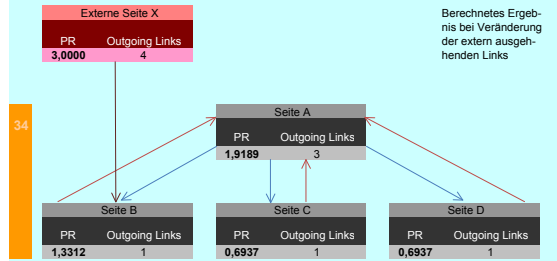 Externe Seite X
PR Outgoing Links
3,0000 4
Berechnetes Ergeb-
nis bei Veränderung
der extern ausgeh-
henden Links
34
Seite A
PR Outgoing Links
1,9189 3
Seite B
PR Outgoing Links
1,3312 1
Seite C
PR Outgoing Links
0,6937 1
Seite D
PR Outgoing Links
0,6937 1